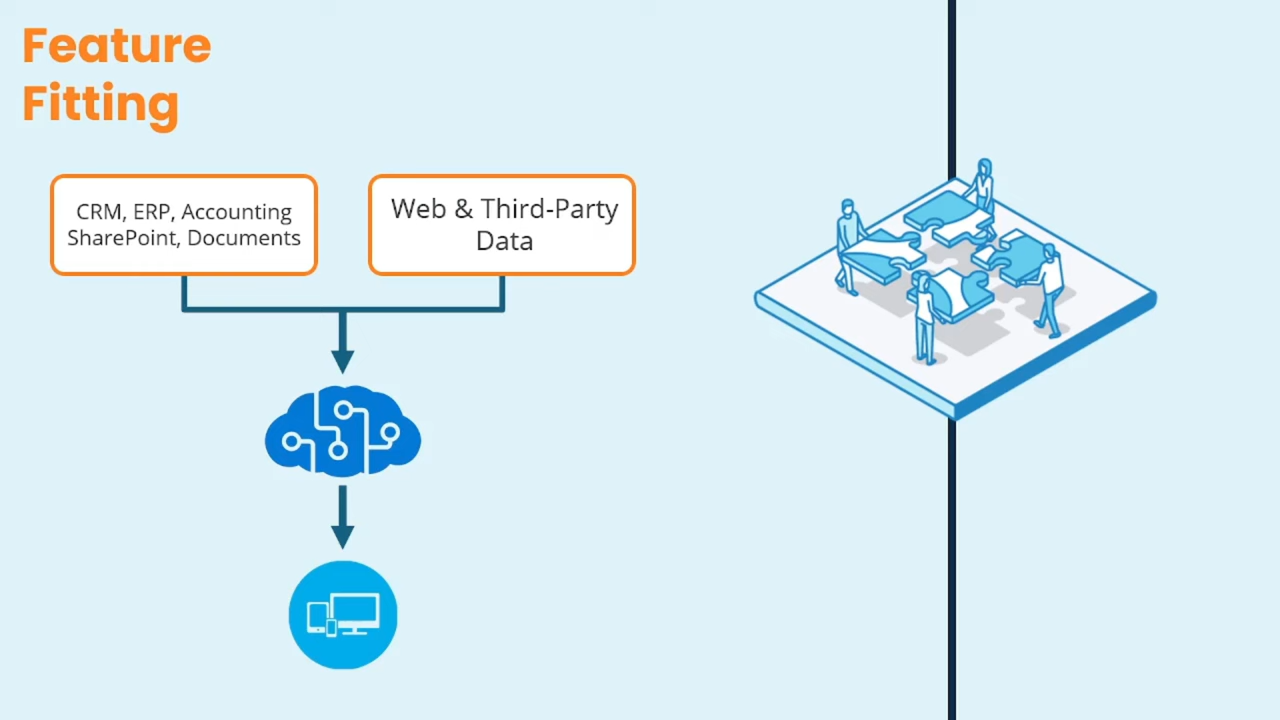 Feature
Fitting
CRM, ERP, Accounting
SharePoint, Documents
Web & Third-Party
Data